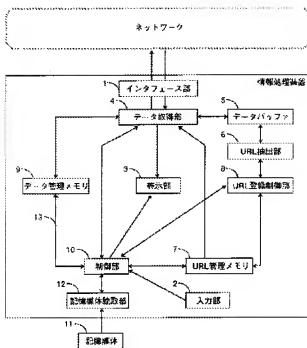 ネットワーク
情報処理装置
1
インタフェース部
4
データ取得部
5
データバッファ
6
URL抽出部
9
データ管理メモリ
3
表示部
8
URL登録制御部
13
10
制御部
7
URL管理メモリ
12
記憶媒体読取部
2
入力部
11
記憶媒体